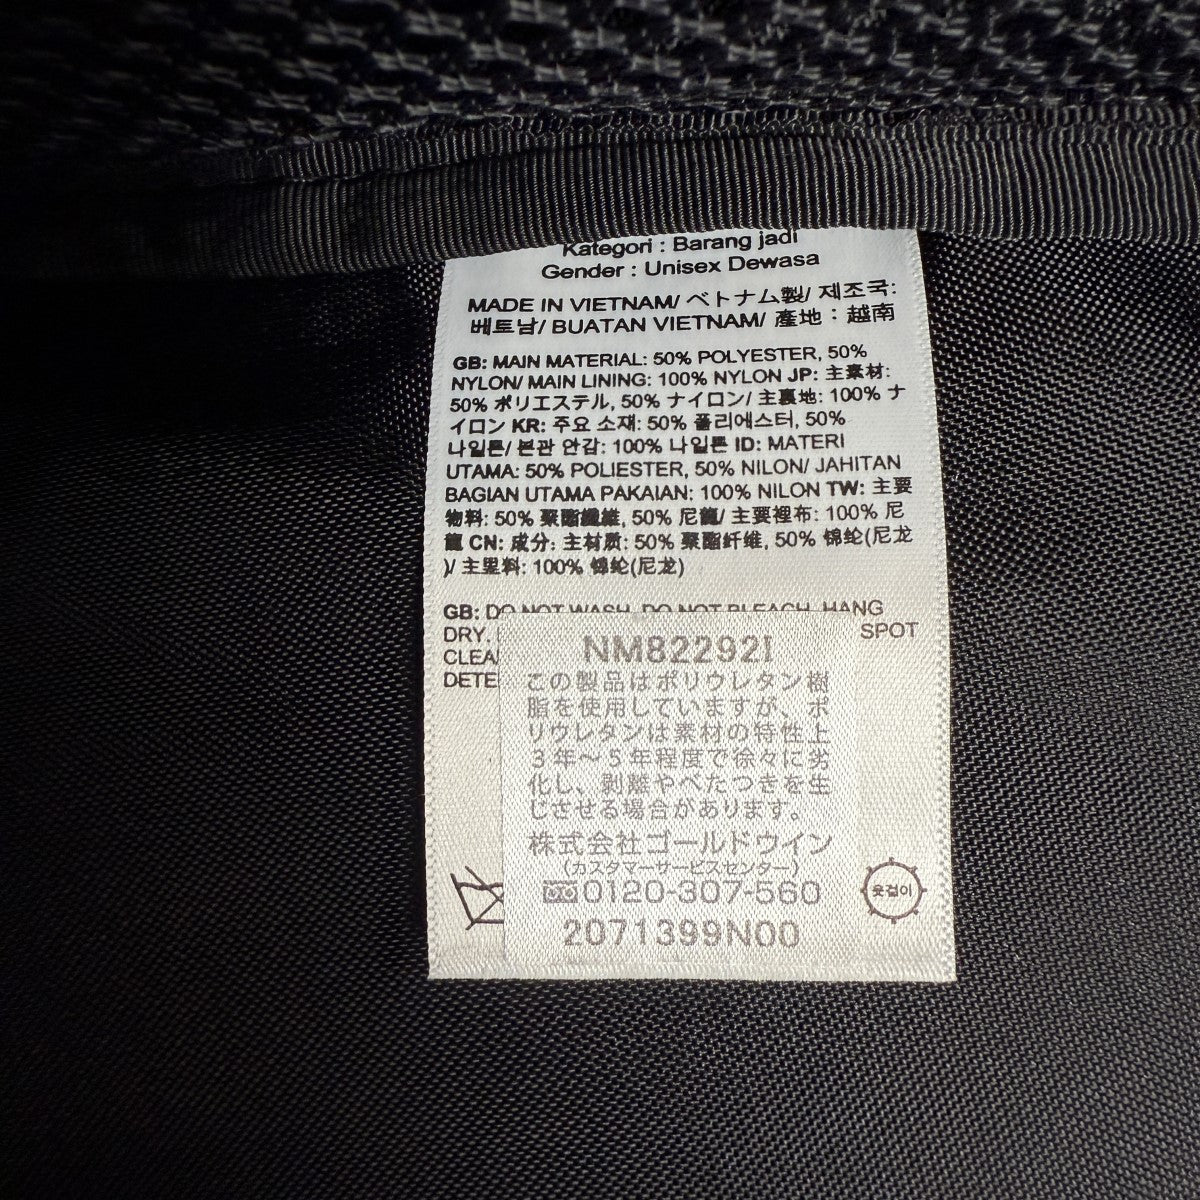 Kategori : Barang jadi
Gender : Unisex Dewasa
MADE IN VIETNAM/ ベトナム製/ 제조국:
베트남/ BUATAN VIETNAM/ 產地：越南
GB: MAIN MATERIAL: 50% POLYESTER, 50%
NYLON/ MAIN LINING: 100% NYLON JP: 主素材:
50% ポリエステル, 50% ナイロン/ 主裏地: 100% ナ
イロン KR: 주요 소재: 50% 폴리에스터, 50%
나일론/ 본관 안감: 100% 나일론 ID: MATERI
UTAMA: 50% POLIESTER, 50% NILON/ JAHITAN
BAGIAN UTAMA PAKAIAN: 100% NILON TW: 主要
物料: 50% 聚酯纖維, 50% 尼龍/ 主要裡布: 100% 尼
龍 CN: 成分: 主材质: 50% 聚酯纤维, 50% 锦纶(尼龙
)/ 主里料: 100% 锦纶(尼龙)
GB: DO NOT WASH, DO NOT BLEACH, HANG
DRY. SPOT
CLEA
DETE
NM82292I
この製品はポリウレタン樹
脂を使用していますが、ポ
リウレタンは素材の特性上
3年〜5年程度で徐々に劣
化し、剥離やべたつきを生
じさせる場合があります。
株式会社ゴールドウイン
(カスタマーサービスセンター)
0120-307-560
2071399N00
옷걸이